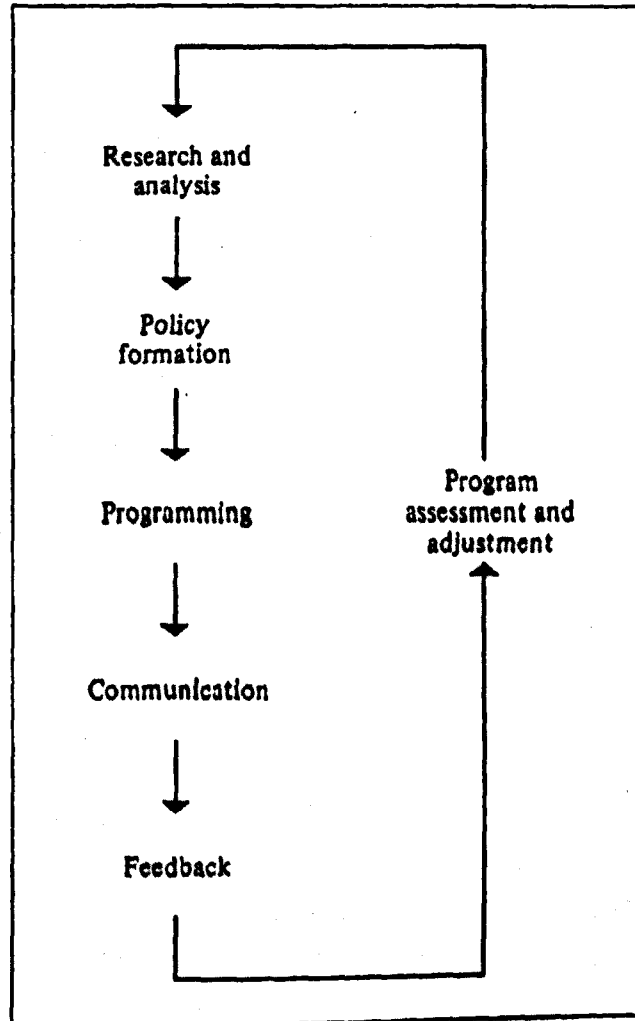 Research and
analysis
Policy
formation
Programming
Communication
Feedback
Program
assessment and
adjustment